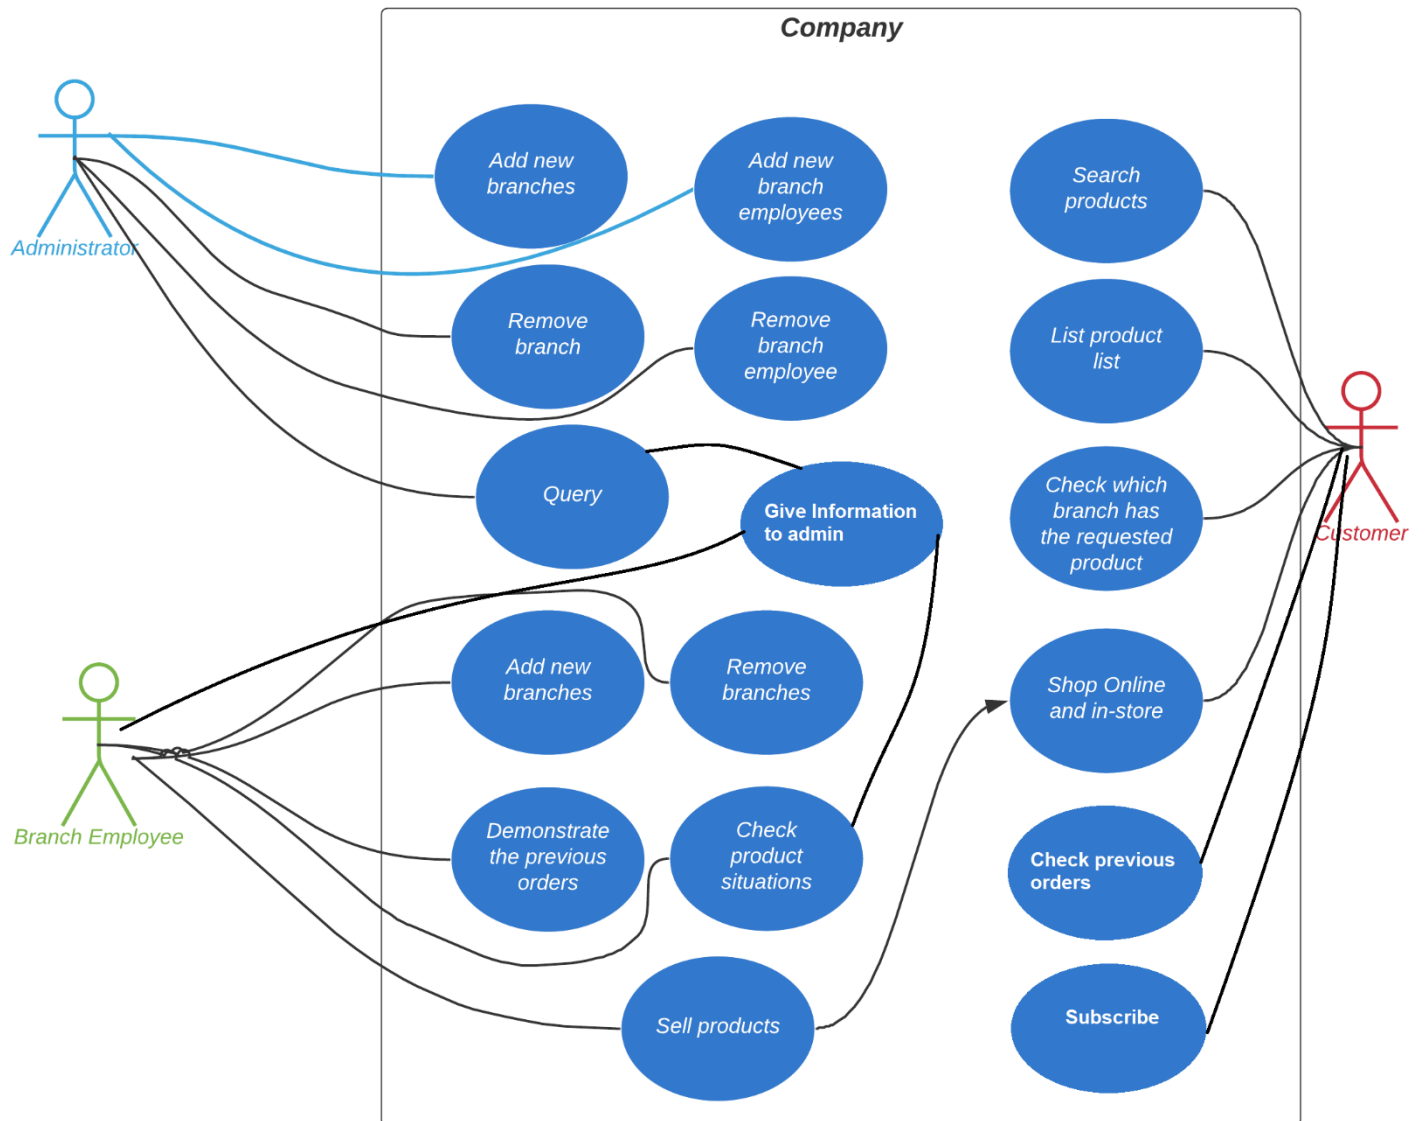 Company
Administrator
Add new
branches
Add new
branch
employees
Remove
branch
Remove
branch
employee
Query
Give Information
to admin
Branch Employee
Add new
branches
Remove
branches
Demonstrate
the previous
orders
Check
product
situations
Sell products
Search
products
List product
list
Check which
branch has
the requested
product
Shop Online
and in-store
Check previous
orders
Subscribe
Customer